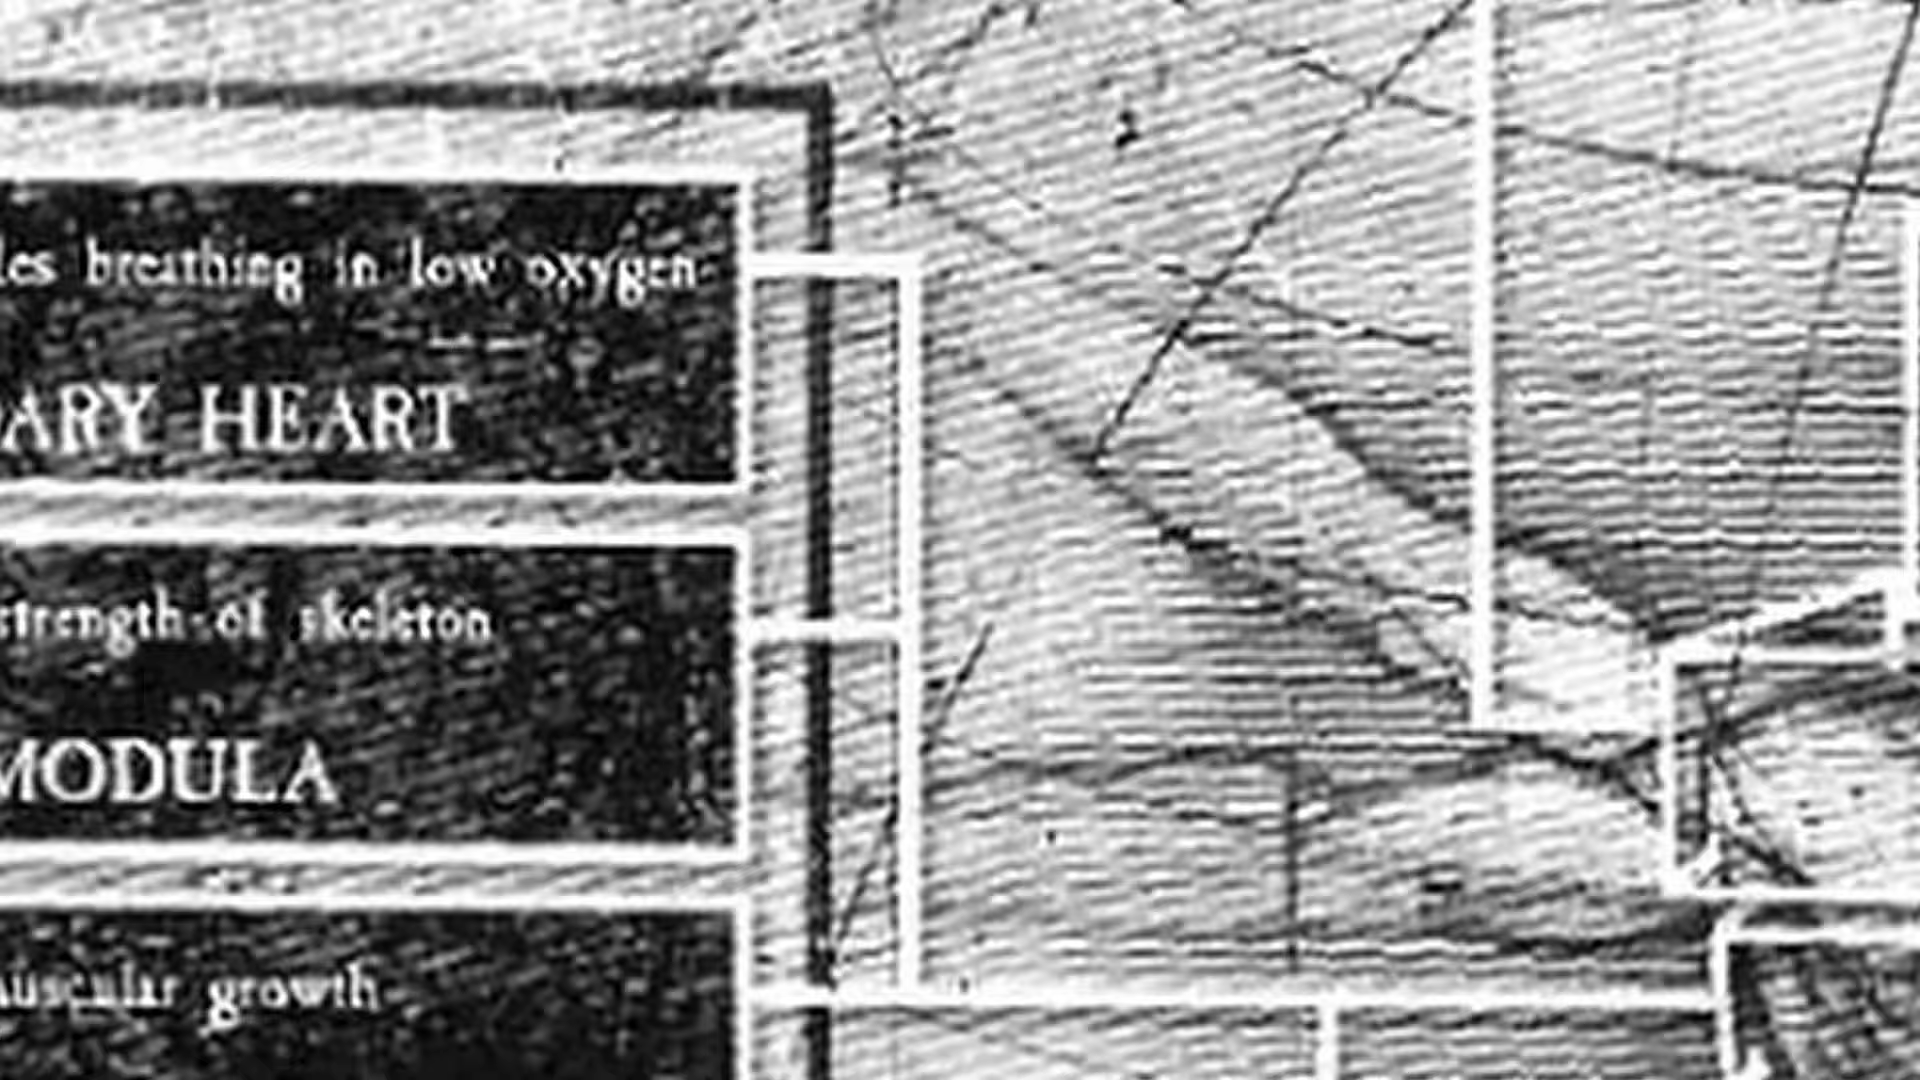 les breathing in low oxygen
ARY HEART
strength of skeleton
MODULA
uscular growth